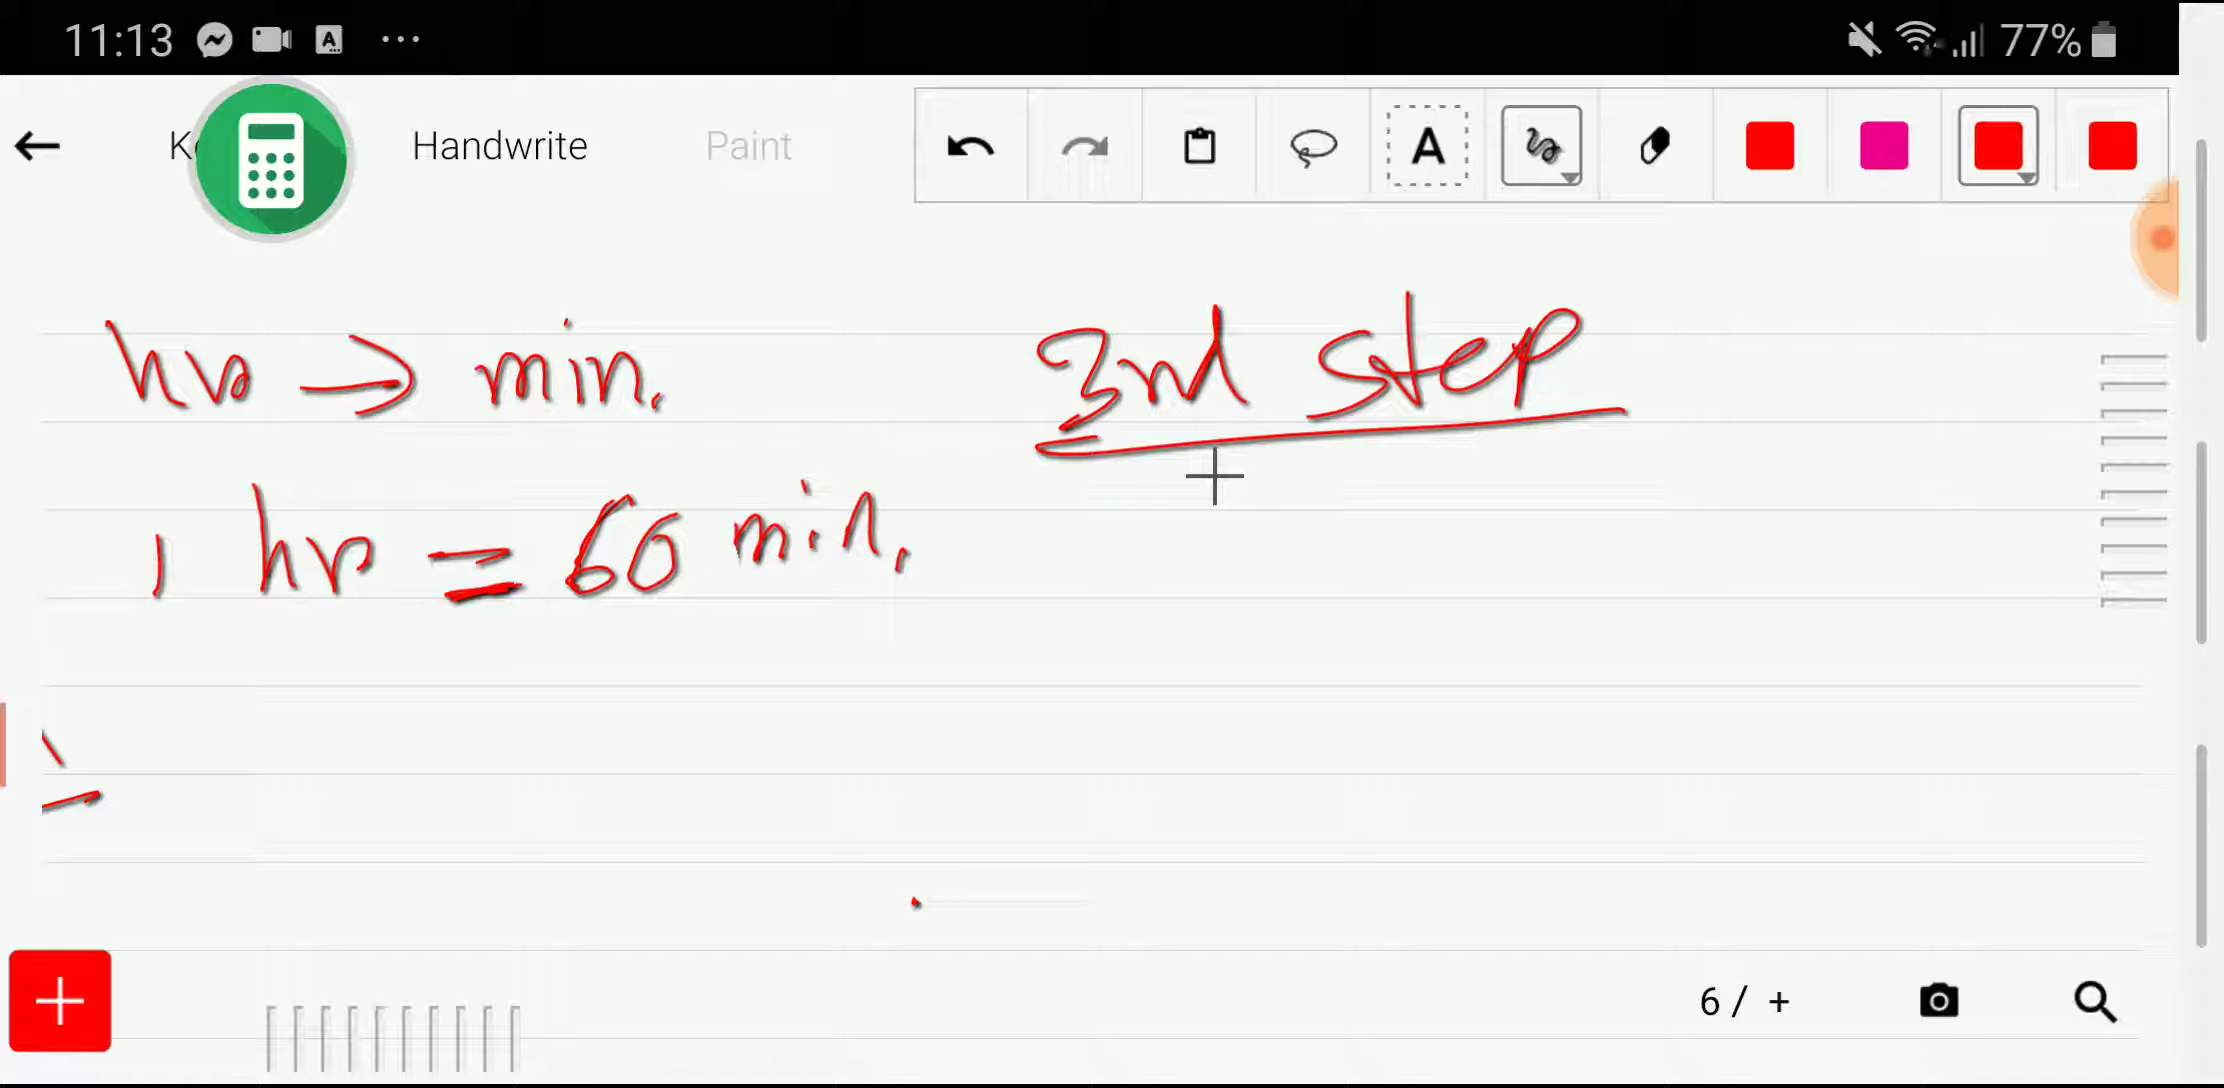 11:13 77%
Handwrite Paint A
hr → min. 3rd step
1 hr = 60 min.
6 / +